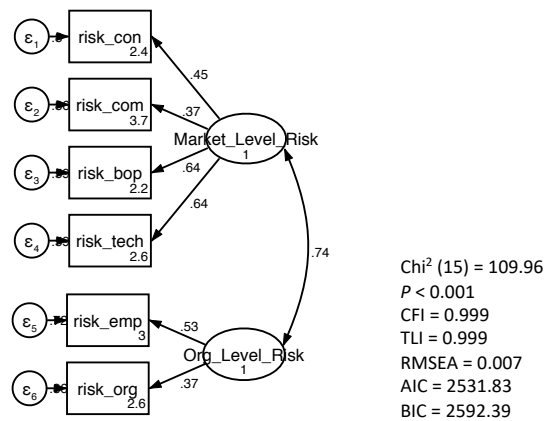 ε1
risk_con
2.4
.45
ε2
risk_com
3.7
.37
Market_Level_Risk
1
ε3
risk_bop
2.2
.64
ε4
risk_tech
2.6
.64
.74
ε5
risk_emp
3
.53
Org_Level_Risk
1
ε6
risk_org
2.6
.37
Chi² (15) = 109.96
P < 0.001
CFI = 0.999
TLI = 0.999
RMSEA = 0.007
AIC = 2531.83
BIC = 2592.39